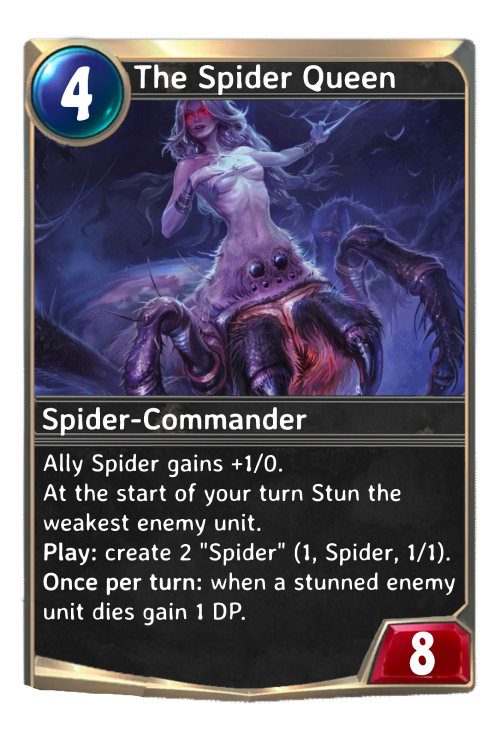 4
The Spider Queen
Spider-Commander
Ally Spider gains +1/0.
At the start of your turn Stun the
weakest enemy unit.
Play: create 2 "Spider" (1, Spider, 1/1).
Once per turn: when a stunned enemy
unit dies gain 1 DP.
8